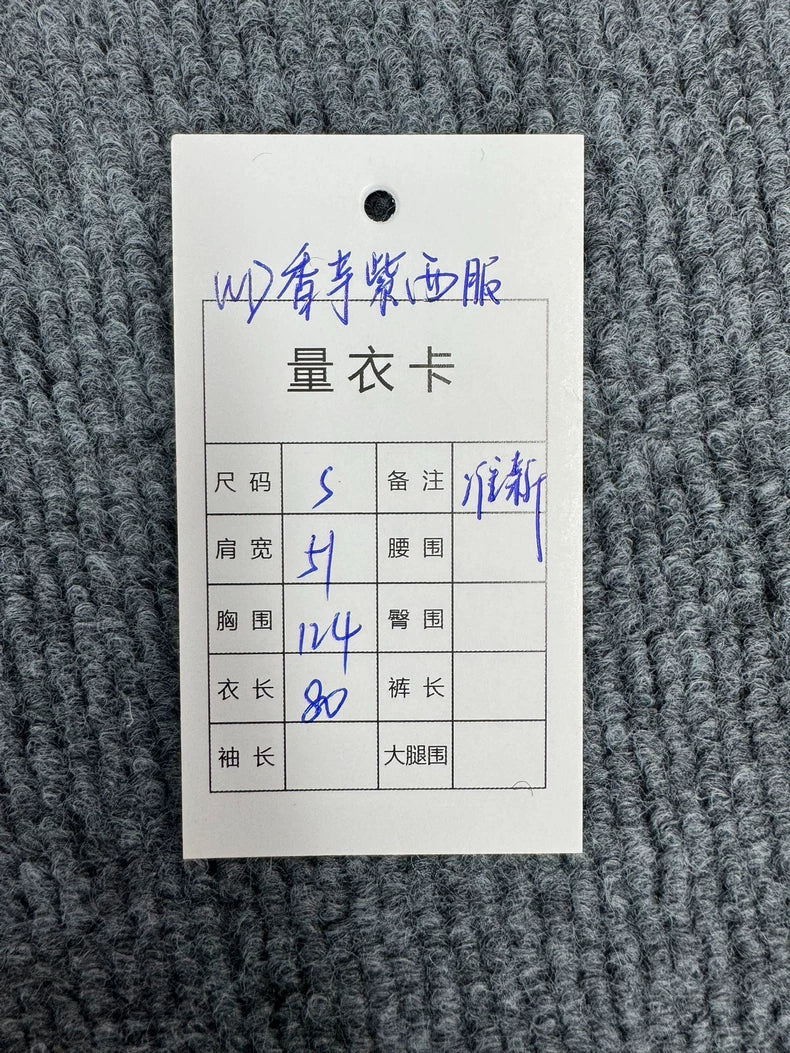 WD香芋紫西服
量衣卡
尺码 S 备注 准新
肩宽 51 腰围
胸围 124 臀围
衣长 80 裤长
袖长 大腿围